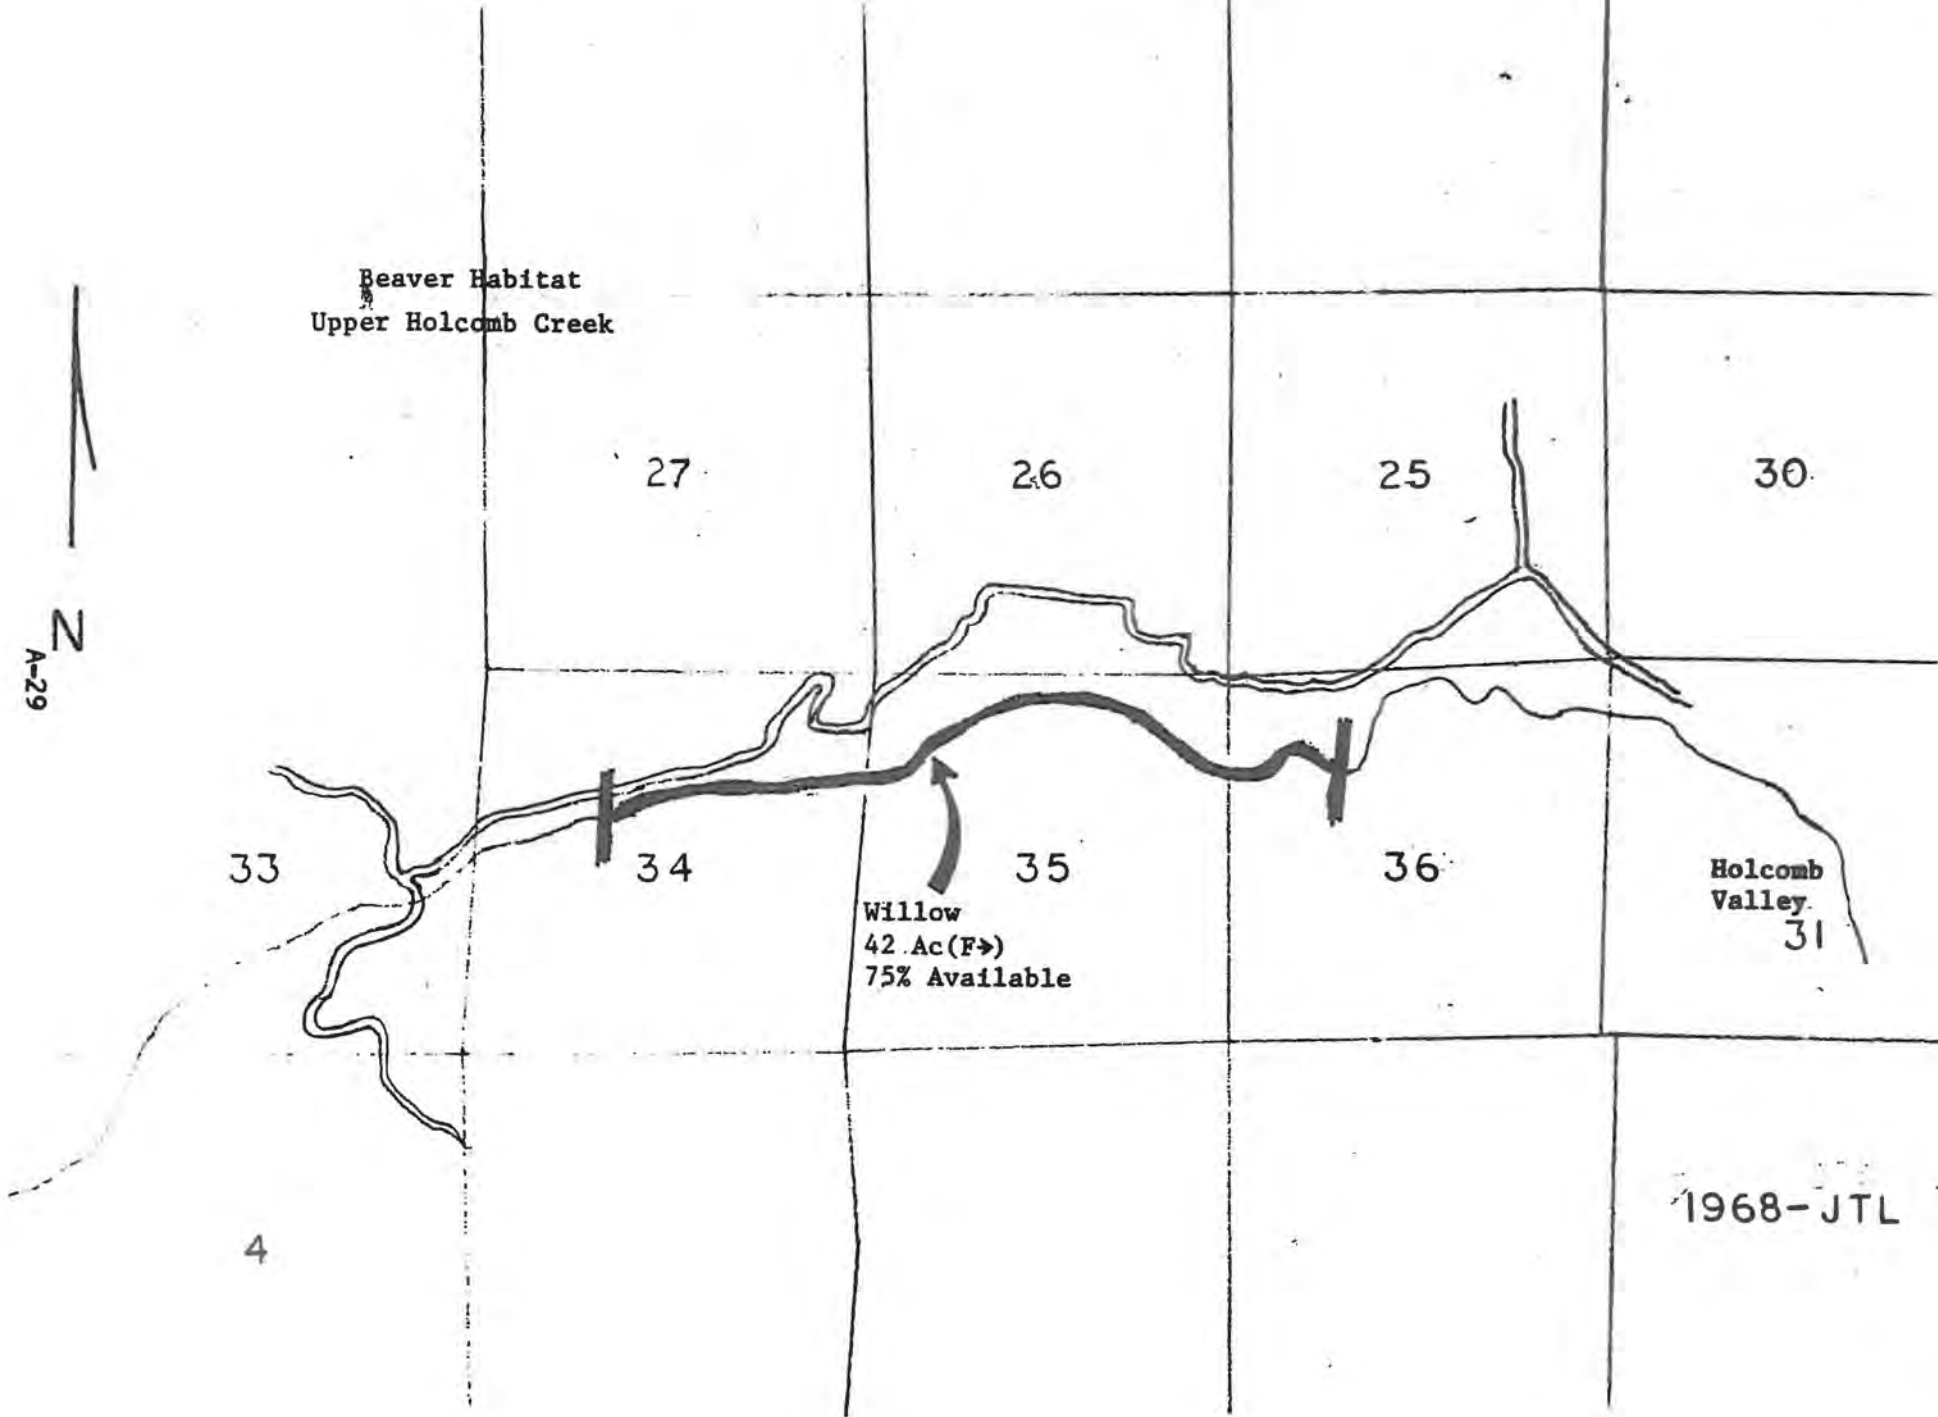 Beaver Habitat
Upper Holcomb Creek
27
26
25
30
N
A-29
33
34
35
36
Holcomb
Valley
31
Willow
42 Ac(F→)
75% Available
1968-JTL
4